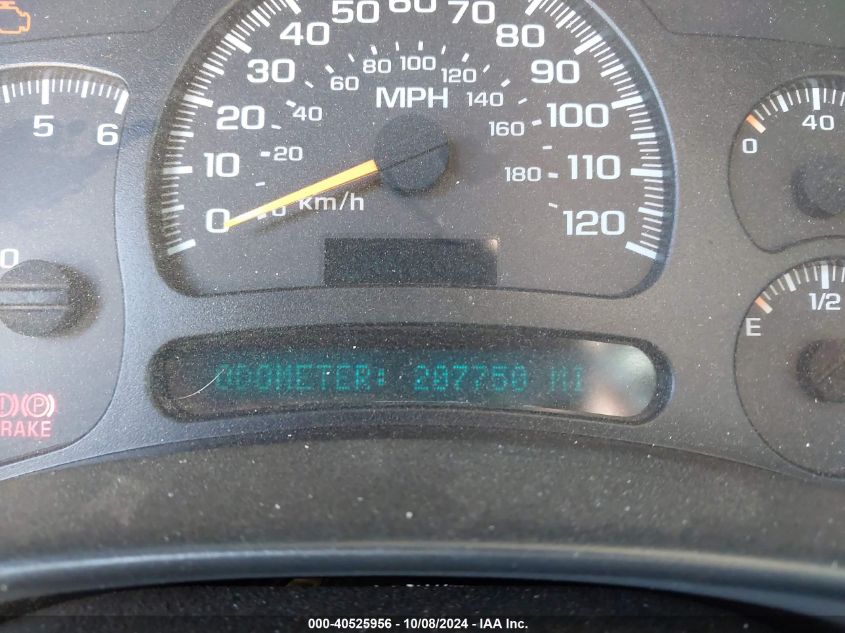 50 60 70
40 80
30 60 80 100 120 90
MPH 140
20 40 160 100
10 20 180 110
0 0 km/h 120
5 6
0 40
0
1/2
E
ODOMETER: 207750 MI
BRAKE
000-40525956 - 10/08/2024 - IAA Inc.